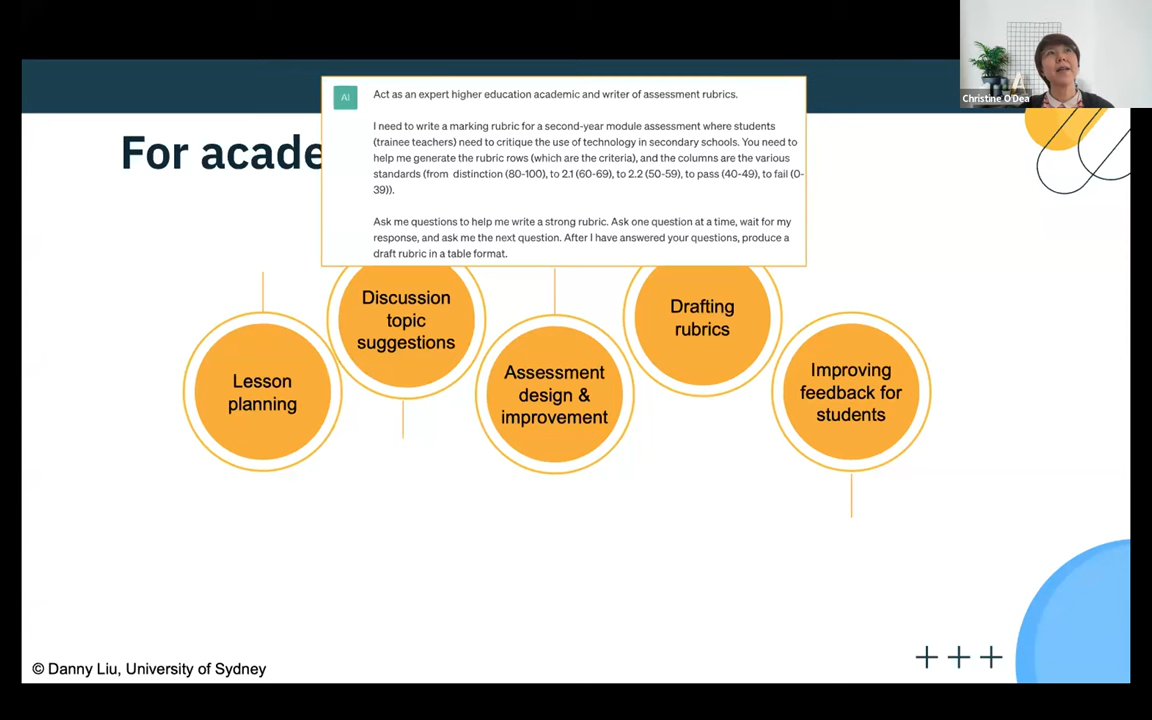 Christine O'Dea
AI
Act as an expert higher education academic and writer of assessment rubrics.
I need to write a marking rubric for a second-year module assessment where students
(trainee teachers) need to critique the use of technology in secondary schools. You need to
help me generate the rubric rows (which are the criteria), and the columns are the various
standards (from distinction (80-100), to 2.1 (60-69), to 2.2 (50-59), to pass (40-49), to fail (0-
39)).
Ask me questions to help me write a strong rubric. Ask one question at a time, wait for my
response, and ask me the next question. After I have answered your questions, produce a
draft rubric in a table format.
For acade
Lesson
planning
Discussion
topic
suggestions
Assessment
design &
improvement
Drafting
rubrics
Improving
feedback for
students
© Danny Liu, University of Sydney